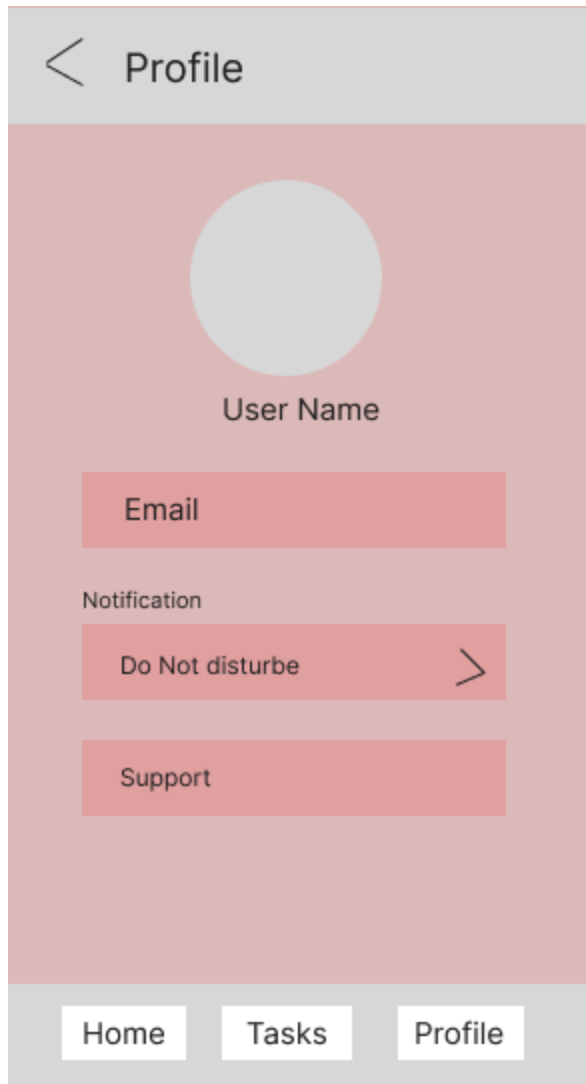 Profile
User Name
Email
Notification
Do Not disturbe
Support
Home Tasks Profile